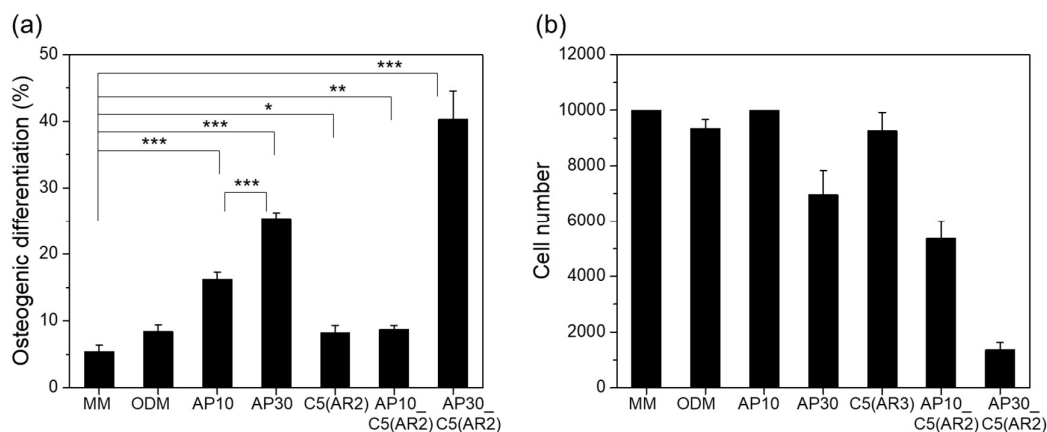 (a)
Osteogenic differentiation (%)
50
40
30
20
10
0
***
**
*
***
***
***
MM ODM AP10 AP30 C5(AR2) AP10_ AP30_
C5(AR2) C5(AR2)
(b)
Cell number
12000
10000
8000
6000
4000
2000
0
MM ODM AP10 AP30 C5(AR3) AP10_ AP30_
C5(AR2) C5(AR2)